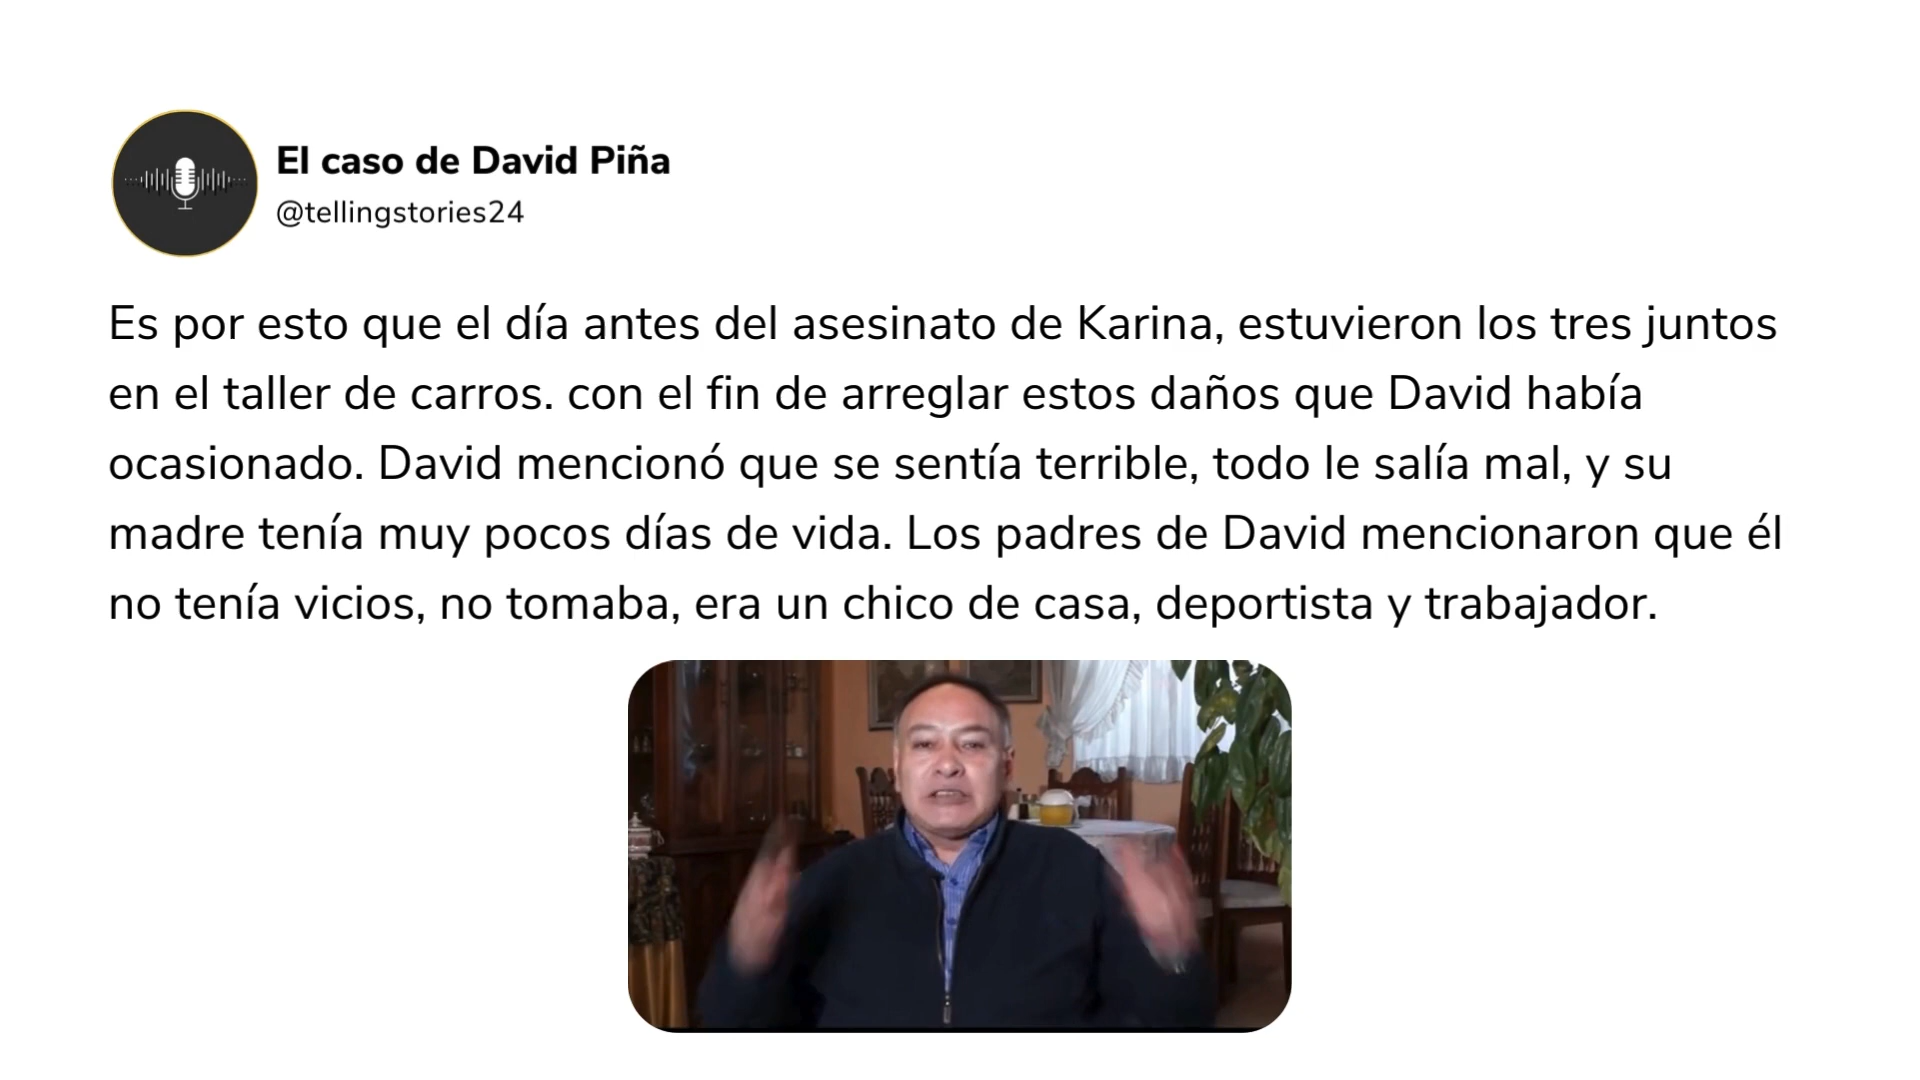 El caso de David Piña
@tellingstories24
Es por esto que el día antes del asesinato de Karina, estuvieron los tres juntos
en el taller de carros. con el fin de arreglar estos daños que David había
ocasionado. David mencionó que se sentía terrible, todo le salía mal, y su
madre tenía muy pocos días de vida. Los padres de David mencionaron que él
no tenía vicios, no tomaba, era un chico de casa, deportista y trabajador.